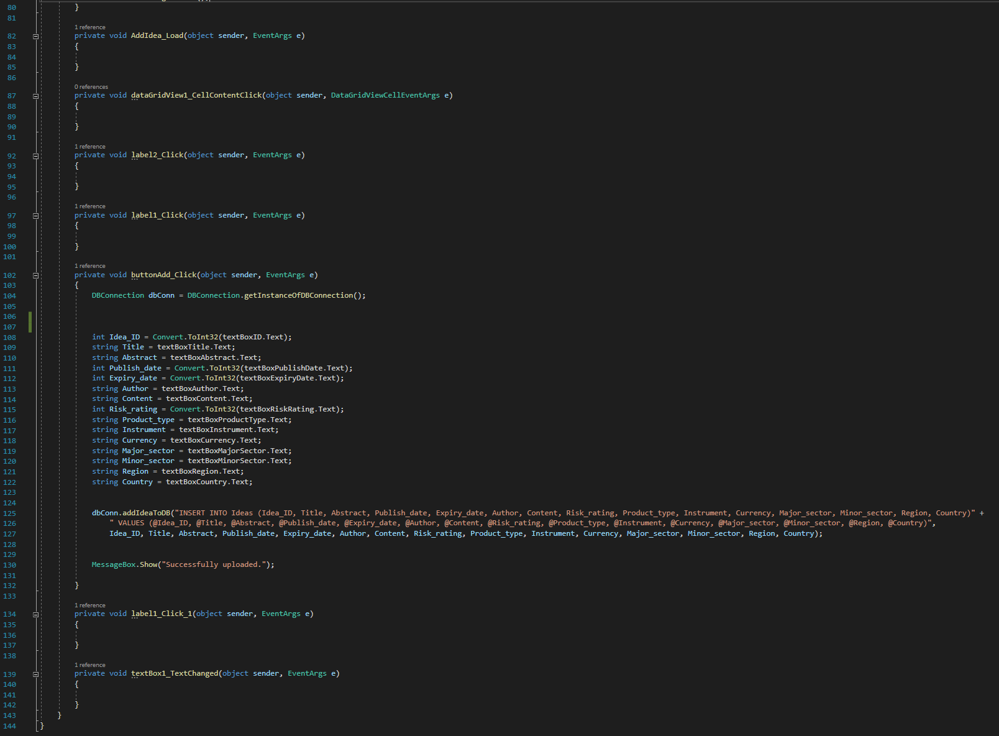 80 }
81
1 reference
82 private void AddIdea_Load(object sender, EventArgs e)
83 {
84
85 }
86
0 references
87 private void dataGridView1_CellContentClick(object sender, DataGridViewCellEventArgs e)
88 {
89
90 }
91
1 reference
92 private void label2_Click(object sender, EventArgs e)
93 {
94
95 }
96
1 reference
97 private void label1_Click(object sender, EventArgs e)
98 {
99
100 }
101
1 reference
102 private void buttonAdd_Click(object sender, EventArgs e)
103 {
104 DBConnection dbConn = DBConnection.getInstanceOfDBConnection();
105
106
107
108 int Idea_ID = Convert.ToInt32(textBoxID.Text);
109 string Title = textBoxTitle.Text;
110 string Abstract = textBoxAbstract.Text;
111 int Publish_date = Convert.ToInt32(textBoxPublishDate.Text);
112 int Expiry_date = Convert.ToInt32(textBoxExpiryDate.Text);
113 string Author = textBoxAuthor.Text;
114 string Content = textBoxContent.Text;
115 int Risk_rating = Convert.ToInt32(textBoxRiskRating.Text);
116 string Product_type = textBoxProductType.Text;
117 string Instrument = textBoxInstrument.Text;
118 string Currency = textBoxCurrency.Text;
119 string Major_sector = textBoxMajorSector.Text;
120 string Minor_sector = textBoxMinorSector.Text;
121 string Region = textBoxRegion.Text;
122 string Country = textBoxCountry.Text;
123
124
125 dbConn.addIdeaToDB("INSERT INTO Ideas (Idea_ID, Title, Abstract, Publish_date, Expiry_date, Author, Content, Risk_rating, Product_type, Instrument, Currency, Major_sector, Minor_sector, Region, Country)" +
126 " VALUES (@Idea_ID, @Title, @Abstract, @Publish_date, @Expiry_date, @Author, @Content, @Risk_rating, @Product_type, @Instrument, @Currency, @Major_sector, @Minor_sector, @Region, @Country)",
127 Idea_ID, Title, Abstract, Publish_date, Expiry_date, Author, Content, Risk_rating, Product_type, Instrument, Currency, Major_sector, Minor_sector, Region, Country);
128
129
130 MessageBox.Show("Successfully uploaded.");
131
132 }
133
1 reference
134 private void label1_Click_1(object sender, EventArgs e)
135 {
136
137 }
138
1 reference
139 private void textBox1_TextChanged(object sender, EventArgs e)
140 {
141
142 }
143 }
144 }